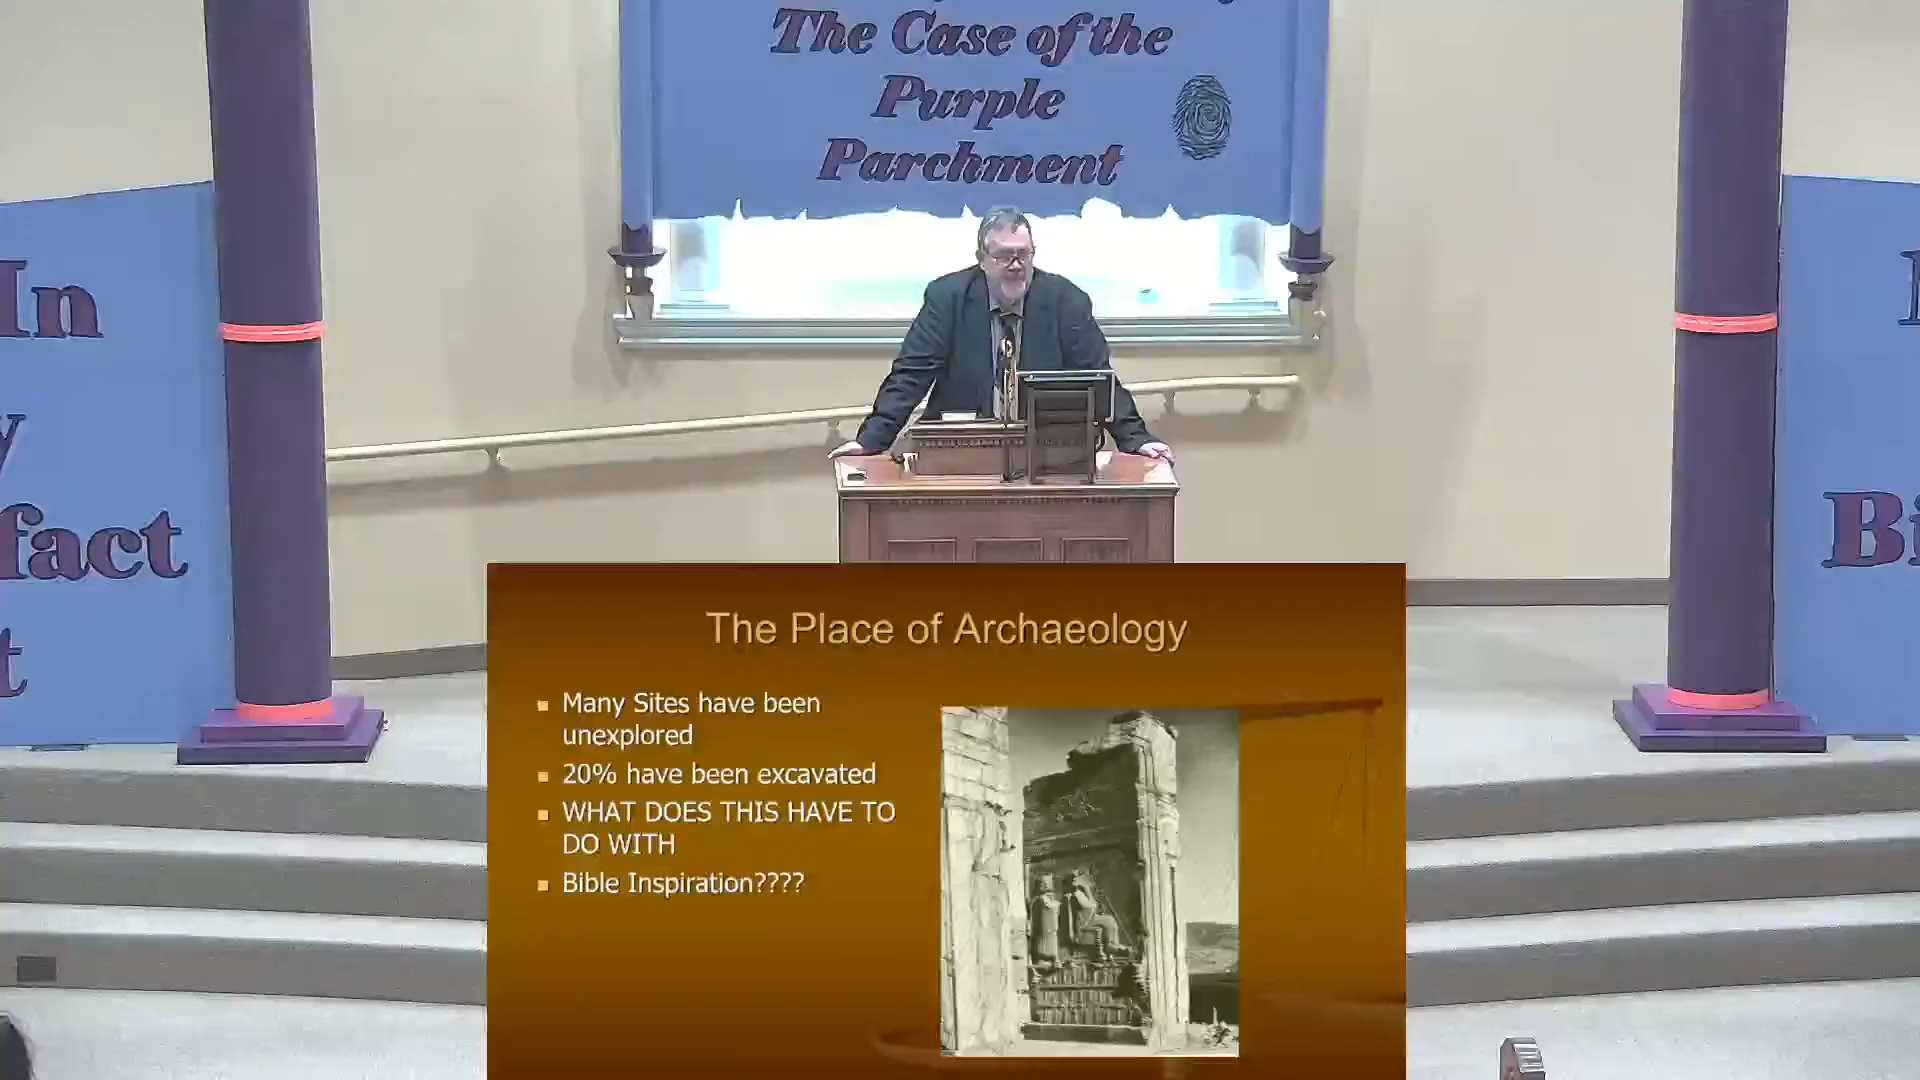 The Case of the
Purple
Parchment
In
y
fact
t
Bi
The Place of Archaeology
Many Sites have been
unexplored
20% have been excavated
WHAT DOES THIS HAVE TO
DO WITH
Bible Inspiration????